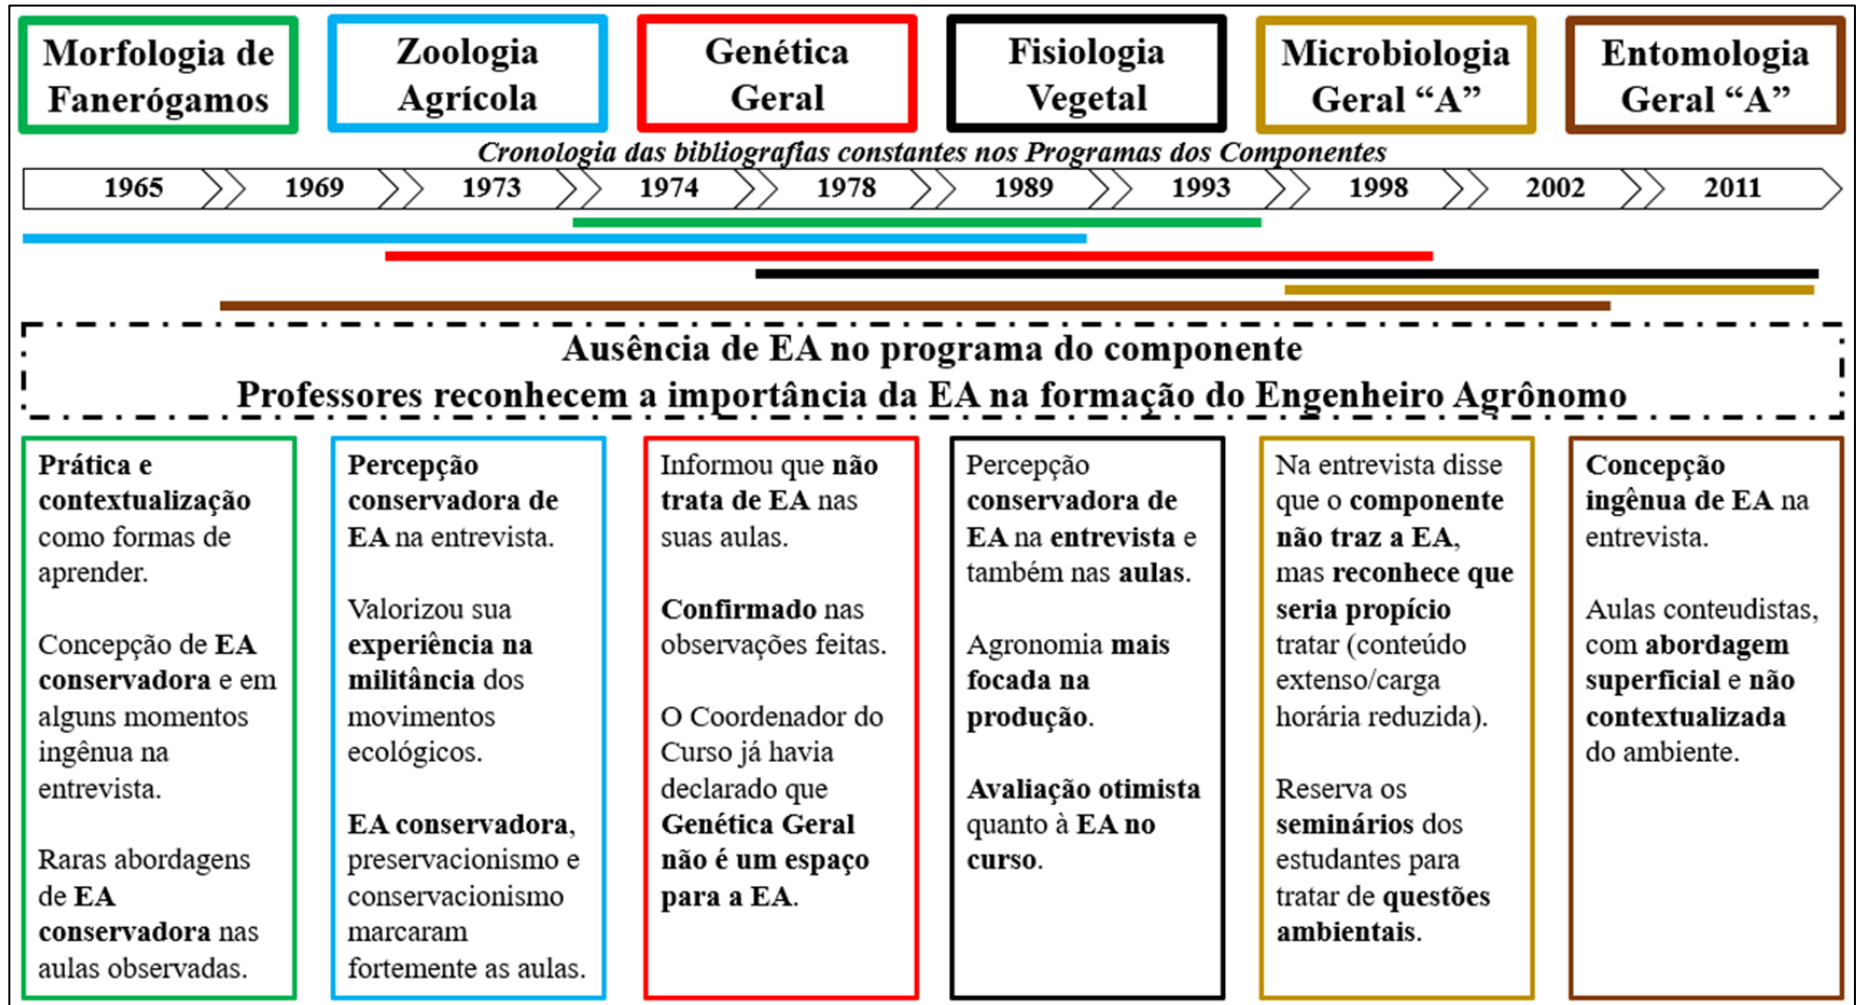 Morfologia de
Fanerógamos
Zoologia
Agrícola
Genética
Geral
Fisiologia
Vegetal
Microbiologia
Geral “A”
Entomologia
Geral “A”
Cronologia das bibliografias constantes nos Programas dos Componentes
1965 1969 1973 1974 1978 1989 1993 1998 2002 2011
Ausência de EA no programa do componente
Professores reconhecem a importância da EA na formação do Engenheiro Agrônomo
Prática e
contextualização
como formas de
aprender.
Concepção de EA
conservadora e em
alguns momentos
ingênua na
entrevista.
Raras abordagens
de EA
conservadora nas
aulas observadas.
Percepção
conservadora de
EA na entrevista.
Valorizou sua
experiência na
militância dos
movimentos
ecológicos.
EA conservadora,
preservacionismo e
conservacionismo
marcaram
fortemente as aulas.
Informou que não
trata de EA nas
suas aulas.
Confirmado nas
observações feitas.
O Coordenador do
Curso já havia
declarado que
Genética Geral
não é um espaço
para a EA.
Percepção
conservadora de
EA na entrevista e
também nas aulas.
Agronomia mais
focada na
produção.
Avaliação otimista
quanto à EA no
curso.
Na entrevista disse
que o componente
não traz a EA,
mas reconhece que
seria propício
tratar (conteúdo
extenso/carga
horária reduzida).
Reserva os
seminários dos
estudantes para
tratar de questões
ambientais.
Concepção
ingênua de EA na
entrevista.
Aulas conteudistas,
com abordagem
superficial e não
contextualizada
do ambiente.